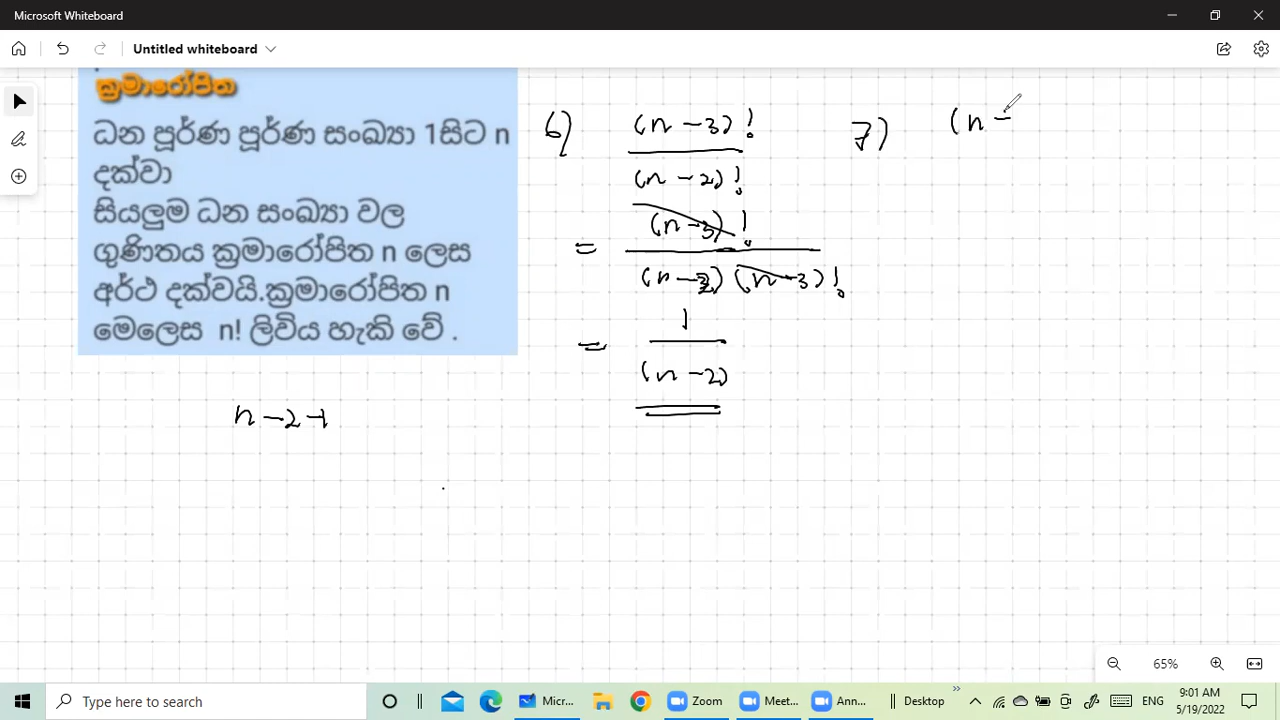 Microsoft Whiteboard
Untitled whiteboard
ක්‍රමාරෝපිත
ධන පූර්ණ පූර්ණ සංඛ්‍යා 1සිට n
දක්වා
සියලුම ධන සංඛ්‍යා වල
ගුණිතය ක්‍රමාරෝපිත n ලෙස
අර්ථ දක්වයි.ක්‍රමාරෝපිත n
මෙලෙස n! ලිවිය හැකි වේ .
n-2-1
6) (n-3)!
(n-2)!
= (n-3)!
(n-2)(n-3)!
= 1
(n-2)
7) (n-
65%
Type here to search
Micr...
Zoom
Meet...
Ann...
Desktop
»
ENG
9:01 AM
5/19/2022